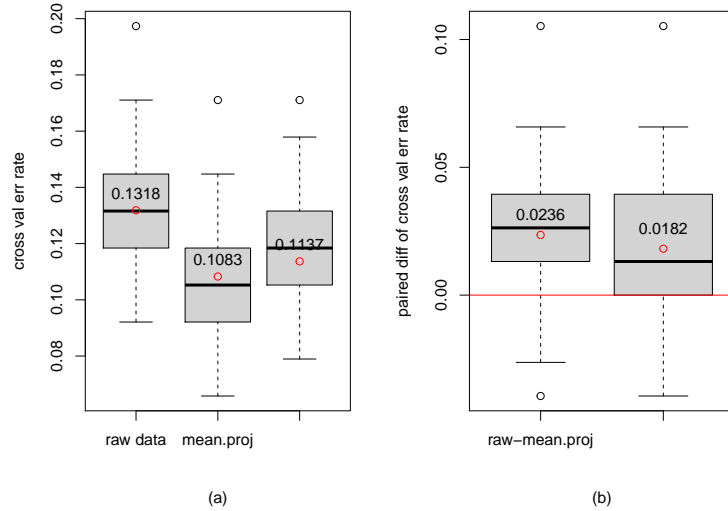 cross val err rate
0.20
0.18
0.16
0.14
0.12
0.10
0.08
0.1318
0.1083
0.1137
raw data
mean.proj
(a)
paired diff of cross val err rate
0.10
0.05
0.00
0.0236
0.0182
raw−mean.proj
(b)